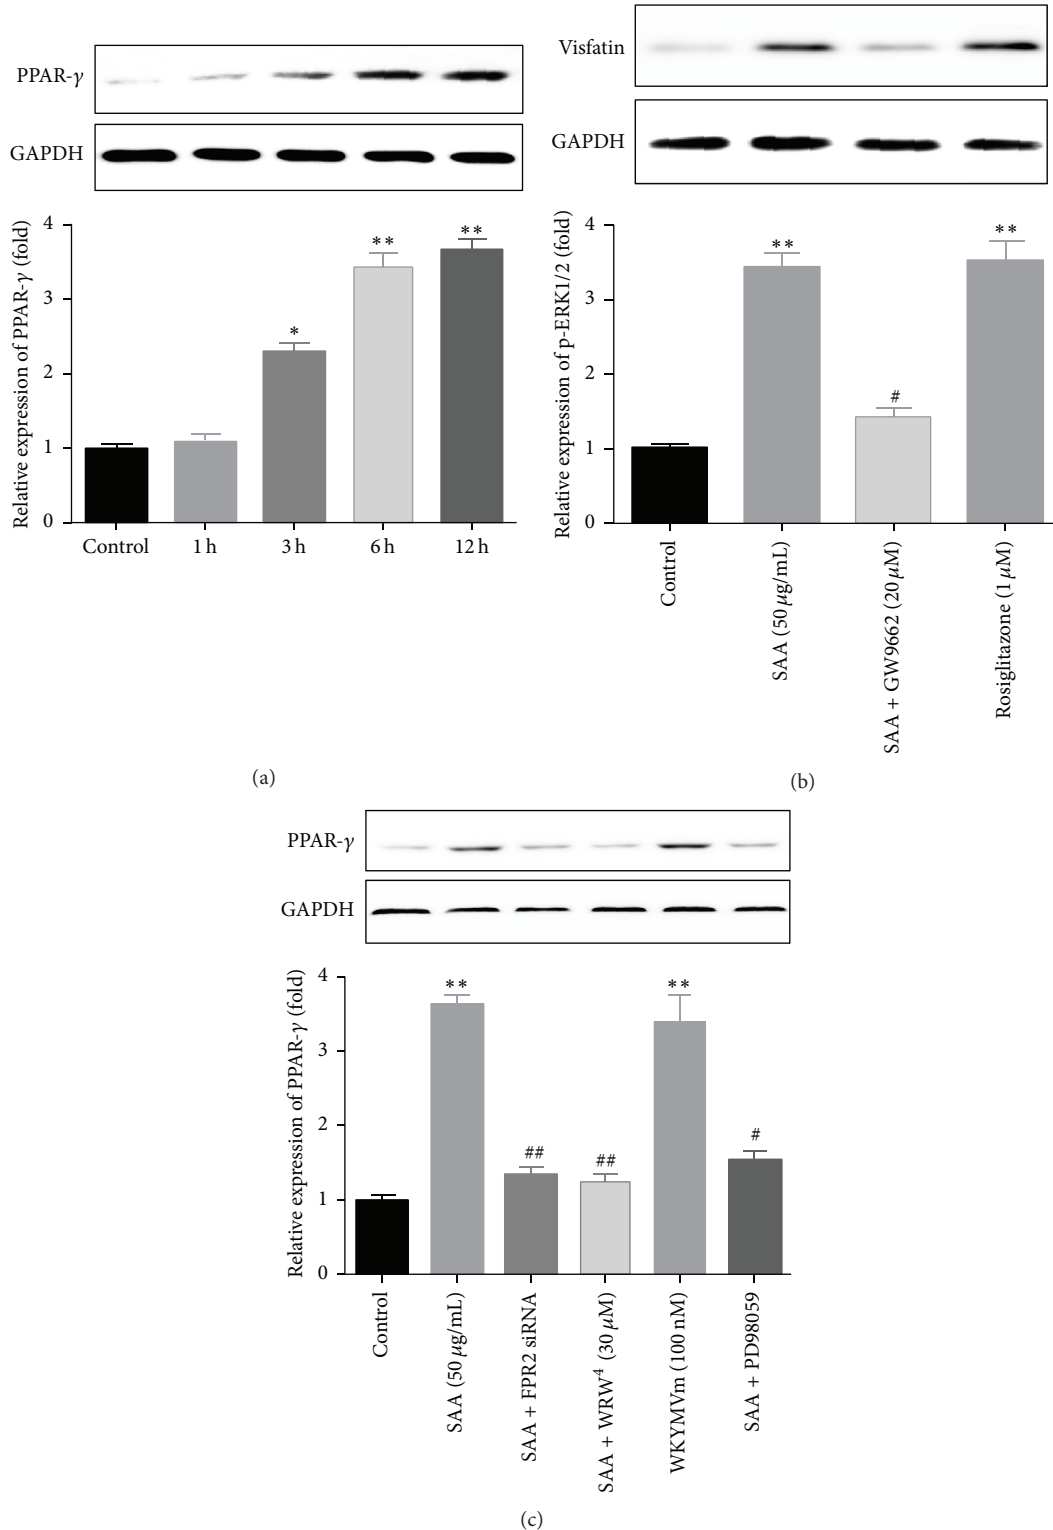 PPAR-γ
GAPDH
Relative expression of PPAR-γ (fold)
4
3
2
1
0
*
**
**
Control 1 h 3 h 6 h 12 h
(a)
Visfatin
GAPDH
Relative expression of p-ERK1/2 (fold)
4
3
2
1
0
**
#
**
Control
SAA (50 μg/mL)
SAA + GW9662 (20 μM)
Rosiglitazone (1 μM)
(b)
PPAR-γ
GAPDH
Relative expression of PPAR-γ (fold)
4
3
2
1
0
**
##
##
**
#
Control
SAA (50 μg/mL)
SAA + FPR2 siRNA
SAA + WRW⁴ (30 μM)
WKYMVm (100 nM)
SAA + PD98059
(c)